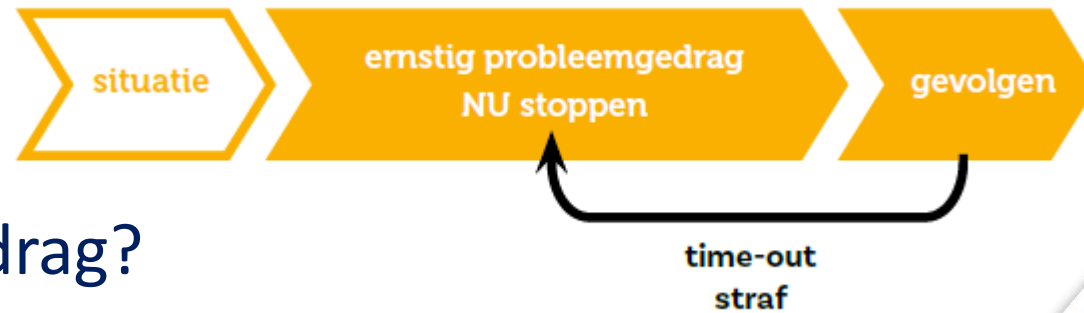 situatie
ernstig probleemgedrag
NU stoppen
gevolgen
drag?
time-out
straf